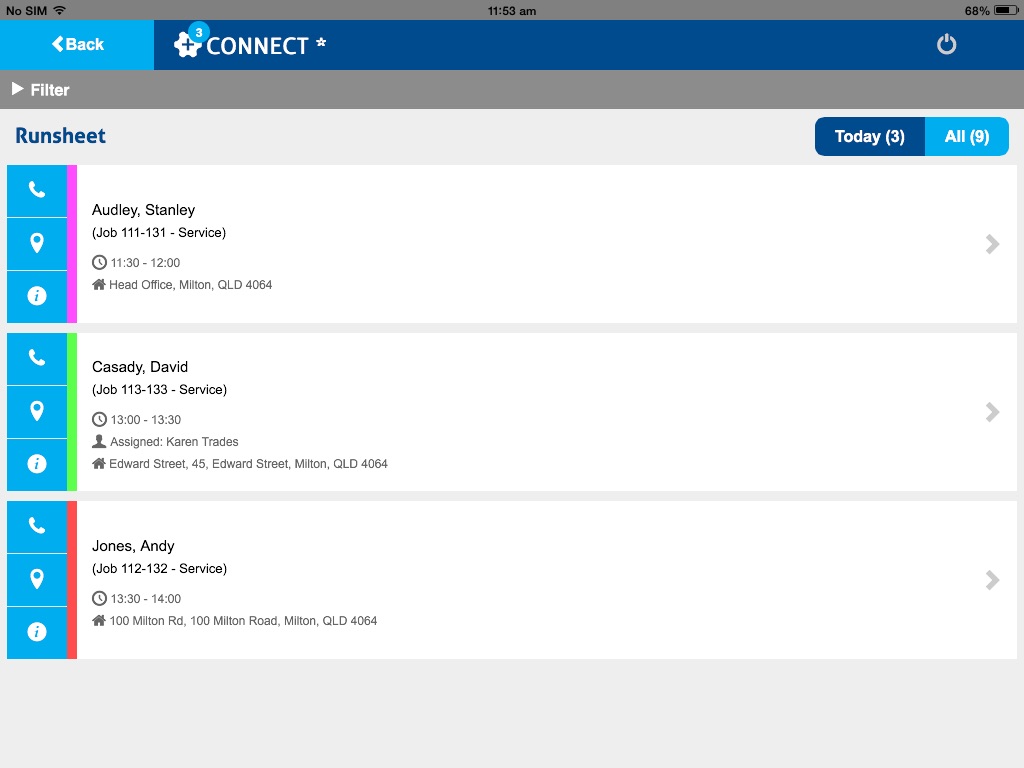 No SIM 11:53 am 68%
Back 3 CONNECT *
Filter
Runsheet Today (3) All (9)
Audley, Stanley
(Job 111-131 - Service)
11:30 - 12:00
Head Office, Milton, QLD 4064
Casady, David
(Job 113-133 - Service)
13:00 - 13:30
Assigned: Karen Trades
Edward Street, 45, Edward Street, Milton, QLD 4064
Jones, Andy
(Job 112-132 - Service)
13:30 - 14:00
100 Milton Rd, 100 Milton Road, Milton, QLD 4064